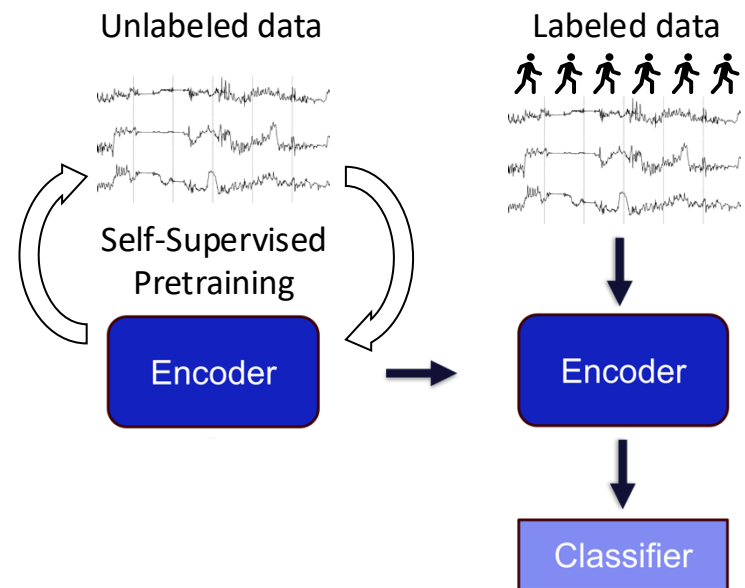 Unlabeled data
Labeled data
Self-Supervised
Pretraining
Encoder
Encoder
Classifier